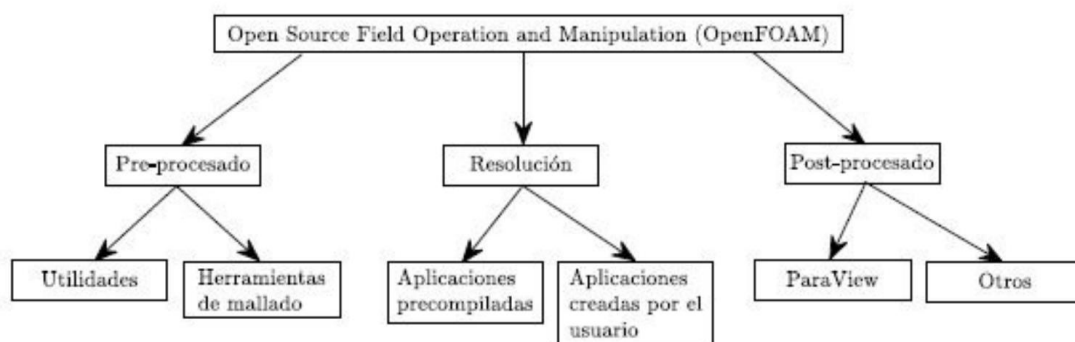 Open Source Field Operation and Manipulation (OpenFOAM)
Pre-procesado
Resolución
Post-procesado
Utilidades
Herramientas
de mallado
Aplicaciones
precompiladas
Aplicaciones
creadas por el
usuario
ParaView
Otros